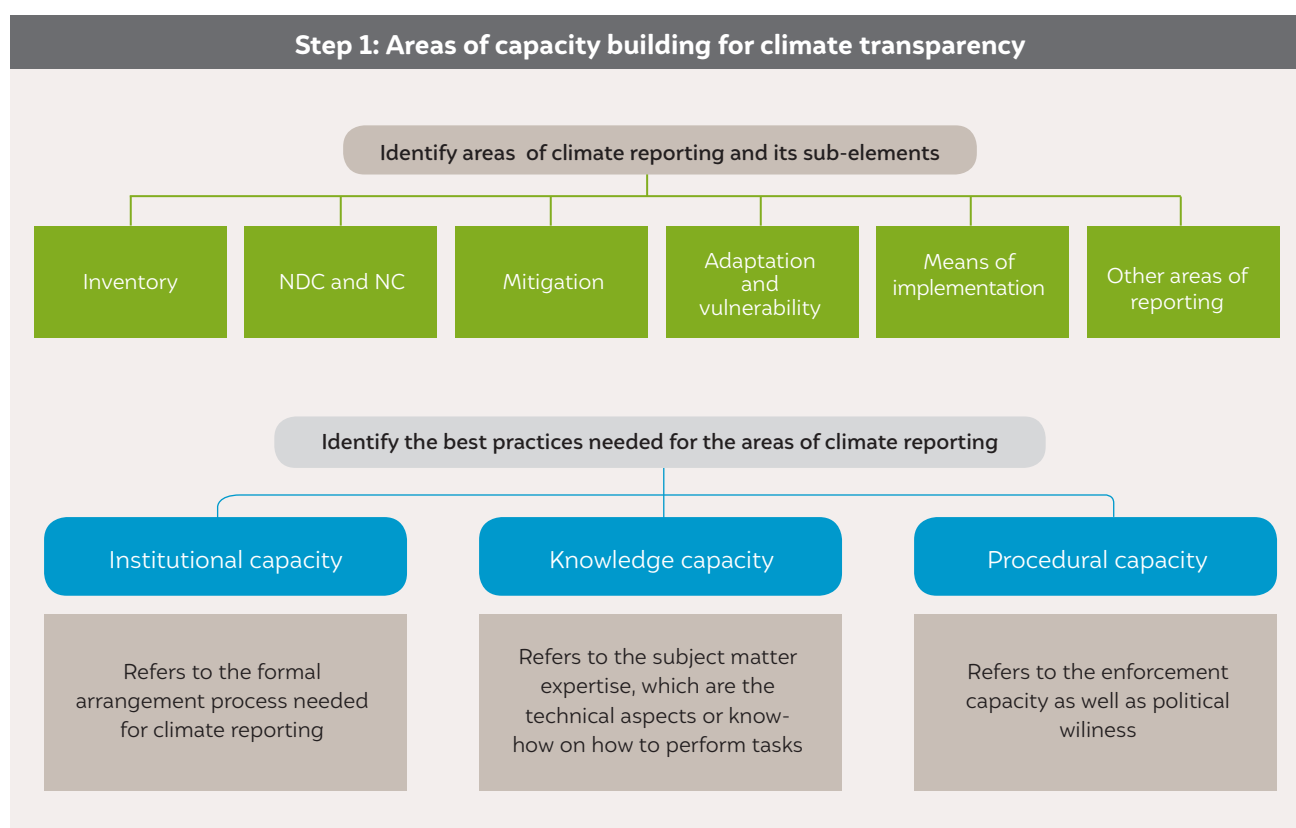 Step 1: Areas of capacity building for climate transparency
Identify areas of climate reporting and its sub-elements
Inventory
NDC and NC
Mitigation
Adaptation
and
vulnerability
Means of
implementation
Other areas of
reporting
Identify the best practices needed for the areas of climate reporting
Institutional capacity
Knowledge capacity
Procedural capacity
Refers to the formal
arrangement process needed
for climate reporting
Refers to the subject matter
expertise, which are the
technical aspects or know-
how on how to perform tasks
Refers to the enforcement
capacity as well as political
wiliness